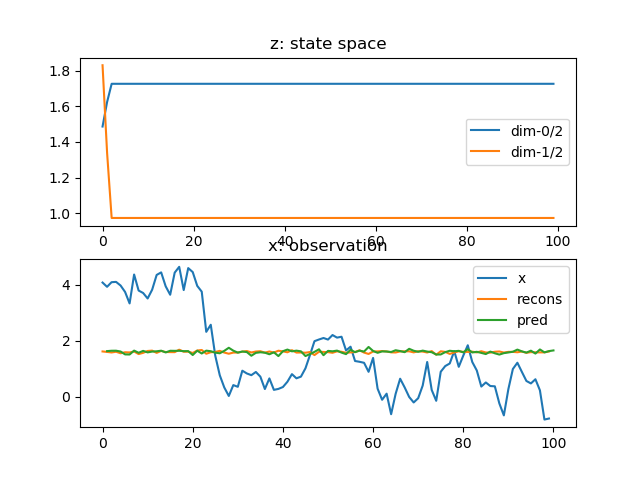 z: state space
1.8
1.6
1.4
1.2
1.0
dim-0/2
dim-1/2
0 20 40 60 80 100
x: observation
4
2
0
x
recons
pred
0 20 40 60 80 100